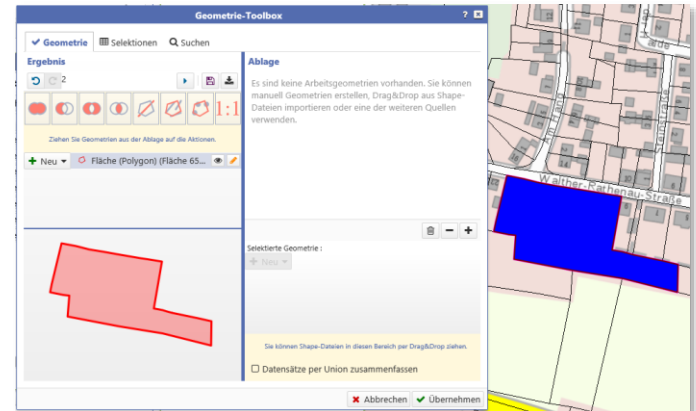 Geometrie-Toolbox
Geometrie
Selektionen
Suchen
Ergebnis
2
1:1
Ziehen Sie Geometrien aus der Ablage auf die Aktionen.
Neu
Fläche (Polygon) (Fläche 65...
Ablage
Es sind keine Arbeitsgeometrien vorhanden. Sie können
manuell Geometrien erstellen, Drag&Drop aus Shape-
Dateien importieren oder eine der weiteren Quellen
verwenden.
Selektierte Geometrie :
Neu
Sie können Shape-Dateien in diesen Bereich per Drag&Drop ziehen.
Datensätze per Union zusammenfassen
Abbrechen
Übernehmen
Am Hang
Walther-Rathenau-Straße